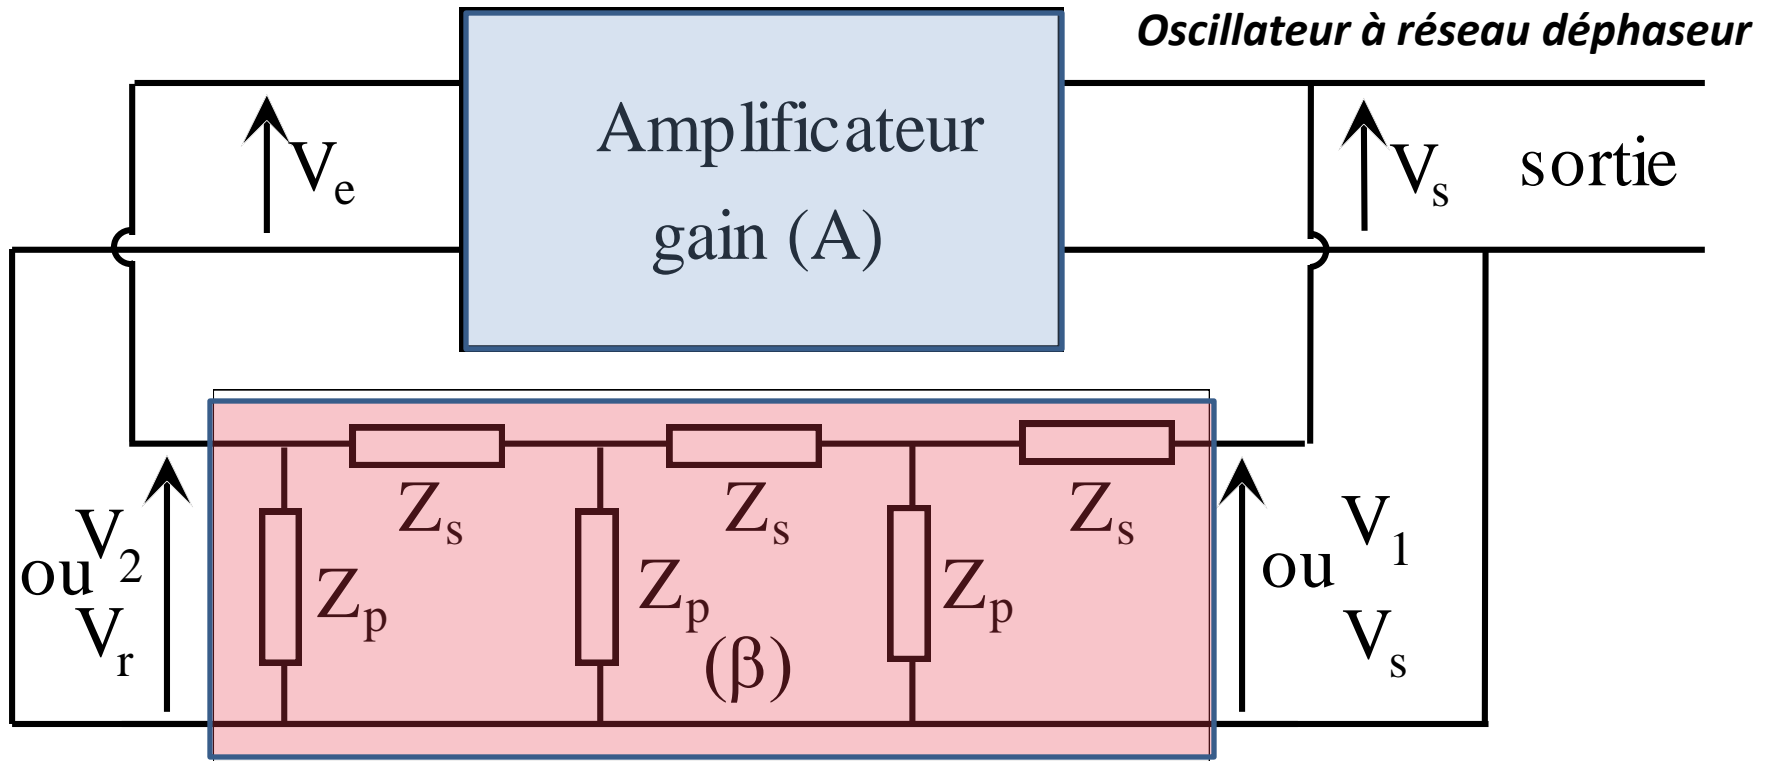 Oscillateur à réseau déphaseur
Amplificateur
gain (A)
Ve
Vs
sortie
Zs
Zs
Zs
Zp
Zp
Zp
(β)
V2
ou
Vr
V1
ou
Vs